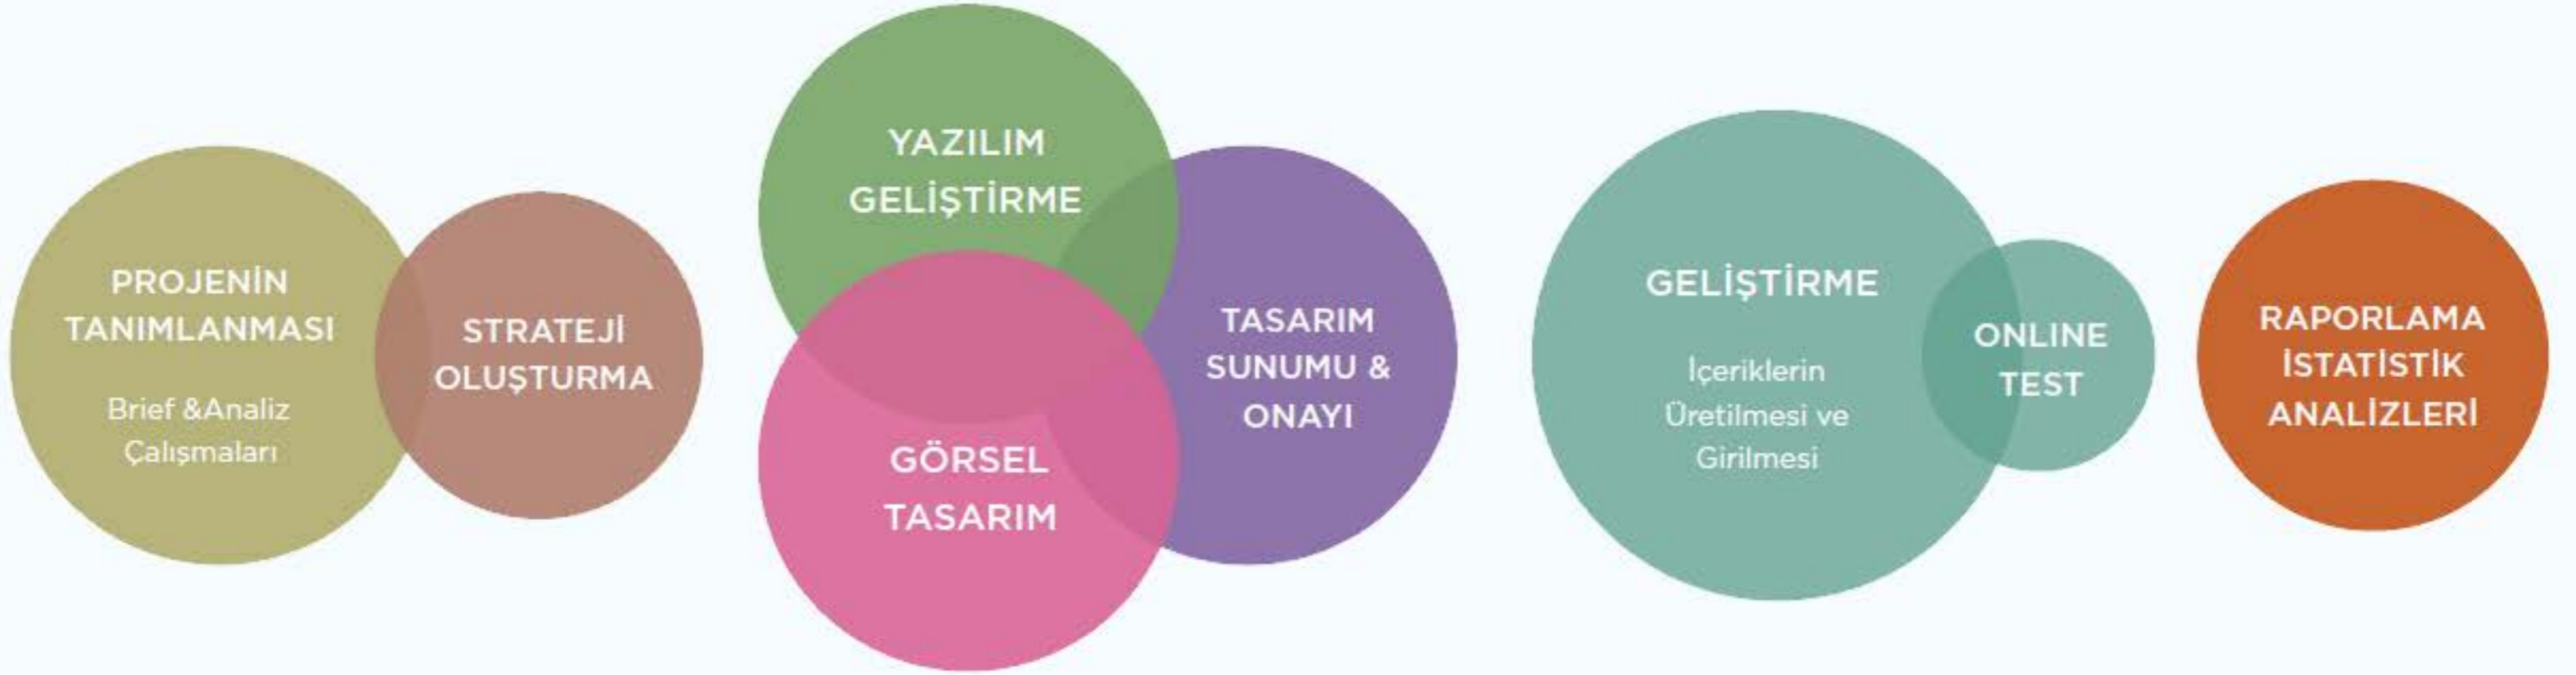 PROJENİN
TANIMLANMASI
Brief &Analiz
Çalışmaları
STRATEJİ
OLUŞTURMA
YAZILIM
GELİŞTİRME
GÖRSEL
TASARIM
TASARIM
SUNUMU &
ONAYI
GELİŞTİRME
İçeriklerin
Üretilmesi ve
Girilmesi
ONLINE
TEST
RAPORLAMA
İSTATİSTİK
ANALİZLERİ